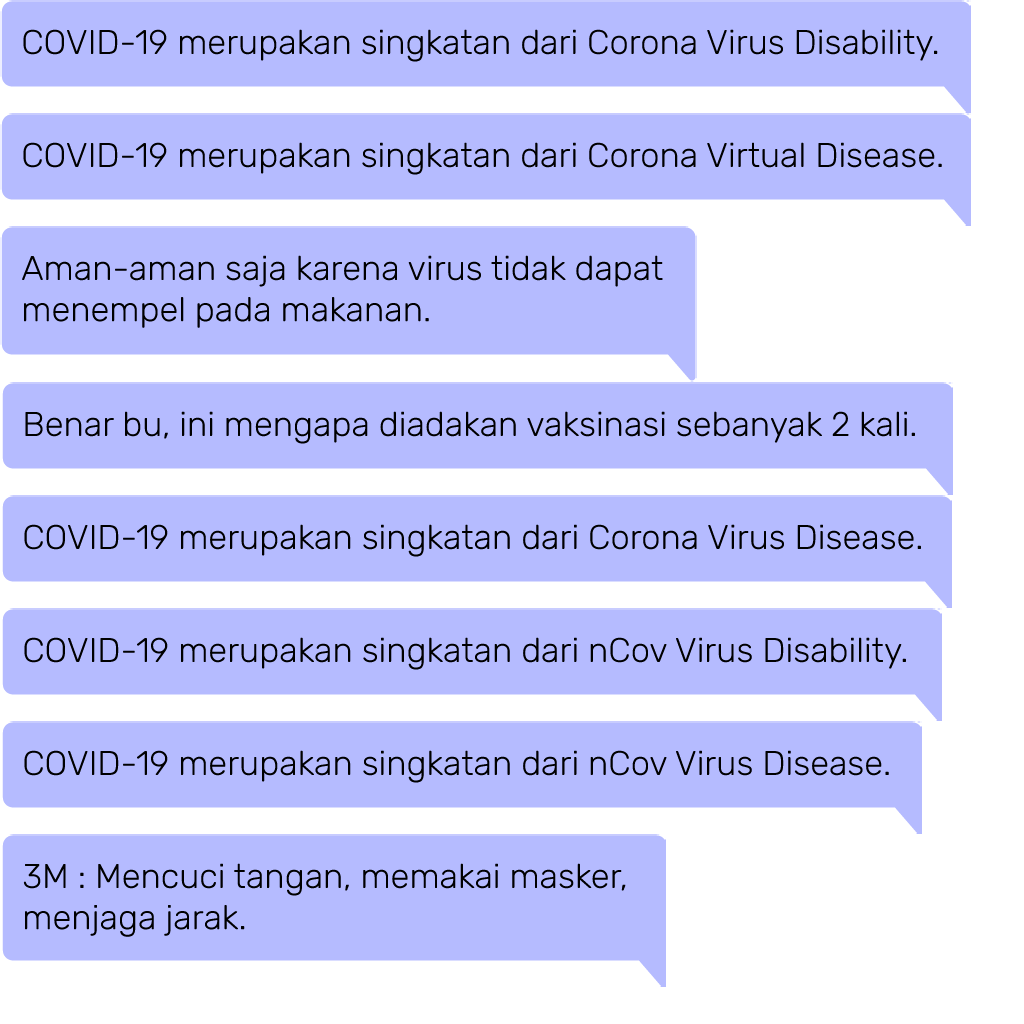 COVID-19 merupakan singkatan dari Corona Virus Disability.
COVID-19 merupakan singkatan dari Corona Virtual Disease.
Aman-aman saja karena virus tidak dapat
menempel pada makanan.
Benar bu, ini mengapa diadakan vaksinasi sebanyak 2 kali.
COVID-19 merupakan singkatan dari Corona Virus Disease.
COVID-19 merupakan singkatan dari nCov Virus Disability.
COVID-19 merupakan singkatan dari nCov Virus Disease.
3M : Mencuci tangan, memakai masker,
menjaga jarak.